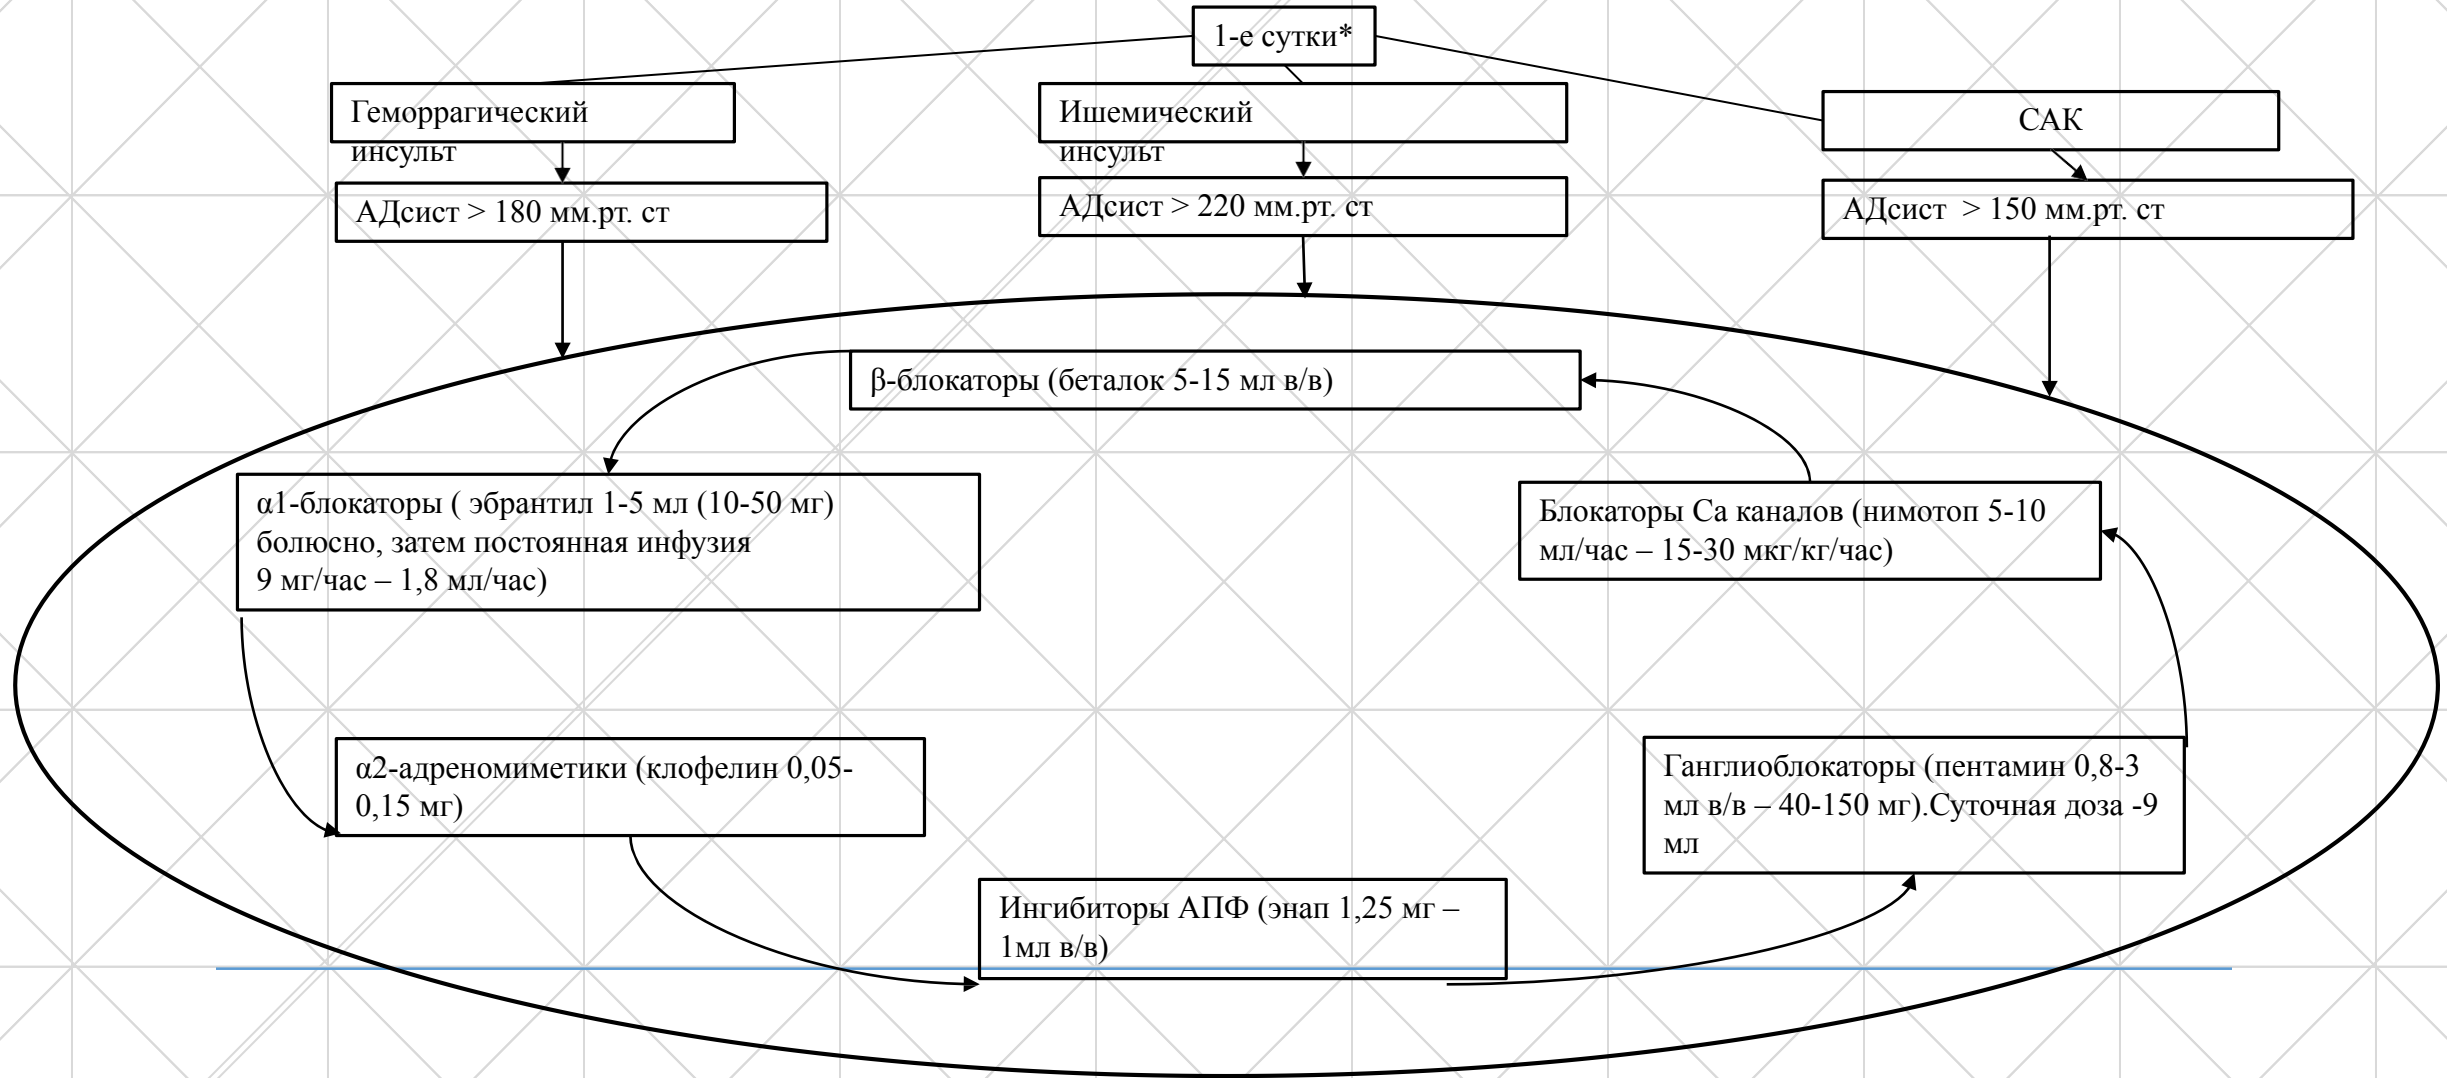 1-е сутки*
Геморрагический
инсульт
Ишемический
инсульт
САК
АДсист > 180 мм.рт. ст
АДсист > 220 мм.рт. ст
АДсист > 150 мм.рт. ст
β-блокаторы (беталок 5-15 мл в/в)
α1-блокаторы ( эбрантил 1-5 мл (10-50 мг)
болюсно, затем постоянная инфузия
9 мг/час – 1,8 мл/час)
Блокаторы Са каналов (нимотоп 5-10
мл/час – 15-30 мкг/кг/час)
α2-адреномиметики (клофелин 0,05-
0,15 мг)
Ганглиоблокаторы (пентамин 0,8-3
мл в/в – 40-150 мг).Суточная доза -9
мл
Ингибиторы АПФ (энап 1,25 мг –
1мл в/в)